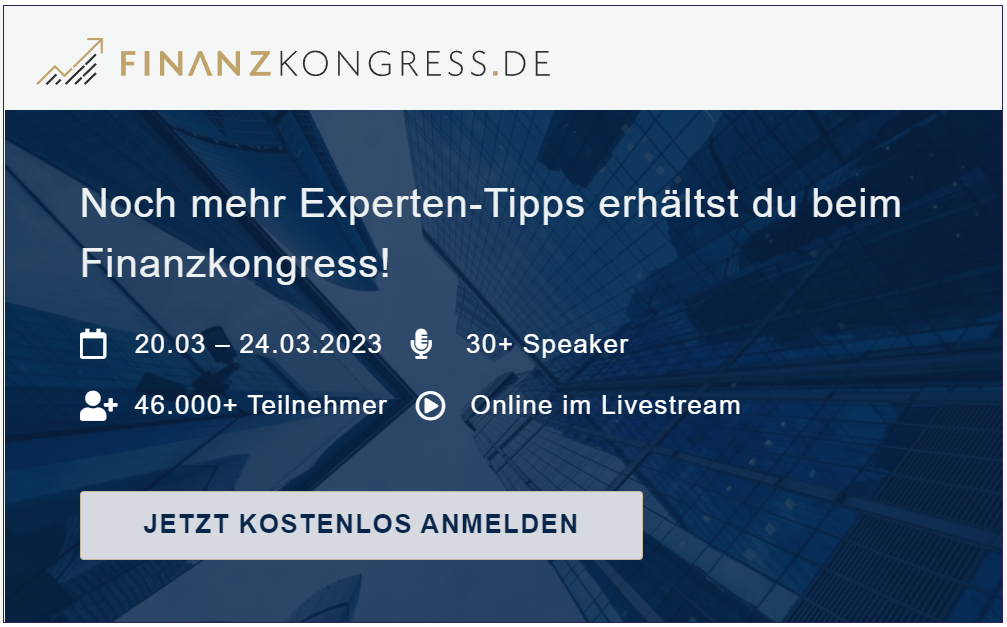 FINANZKONGRESS.DE
Noch mehr Experten-Tipps erhältst du beim
Finanzkongress!
20.03 – 24.03.2023 30+ Speaker
46.000+ Teilnehmer Online im Livestream
JETZT KOSTENLOS ANMELDEN